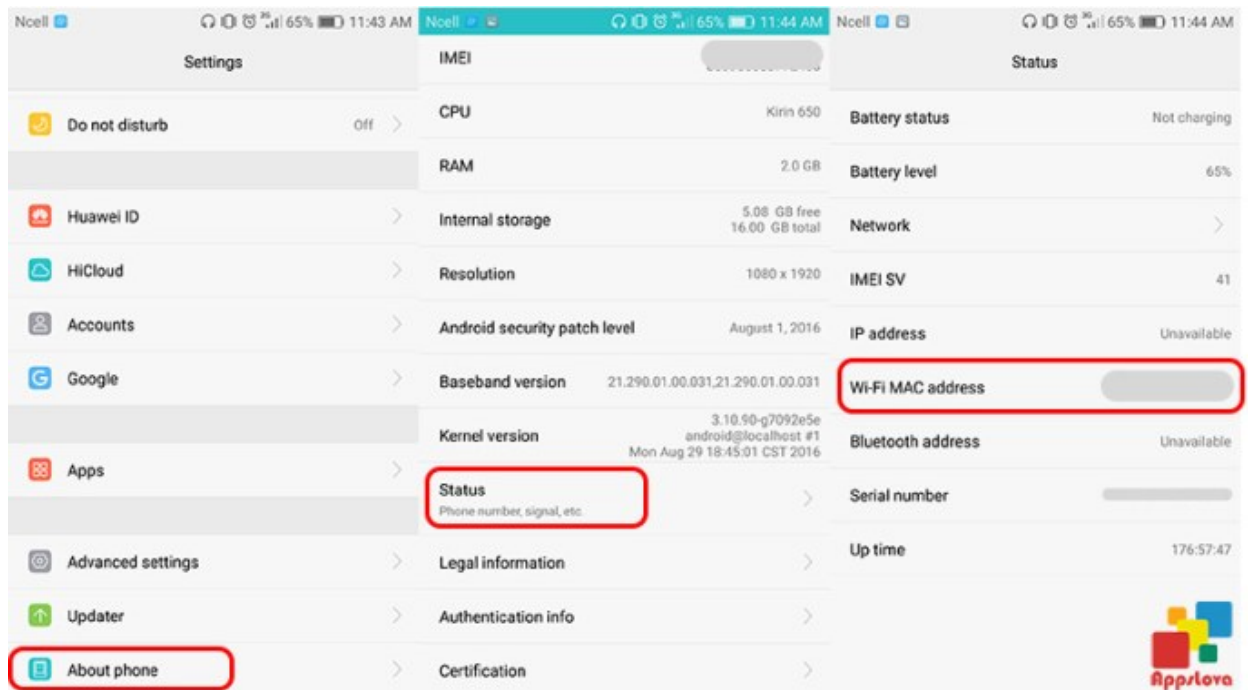 Ncell 3G 65% 11:43 AM
Settings
Do not disturb Off
Huawei ID
HiCloud
Accounts
Google
Apps
Advanced settings
Updater
About phone
Ncell 3G 65% 11:44 AM
IMEI
CPU Kirin 650
RAM 2.0 GB
Internal storage 5.08 GB free
16.00 GB total
Resolution 1080 x 1920
Android security patch level August 1, 2016
Baseband version 21.290.01.00.031,21.290.01.00.031
Kernel version 3.10.90-g7092e5e
android@localhost #1
Mon Aug 29 18:45:01 CST 2016
Status
Phone number, signal, etc.
Legal information
Authentication info
Certification
Ncell 3G 65% 11:44 AM
Status
Battery status Not charging
Battery level 65%
Network
IMEI SV 41
IP address Unavailable
Wi-Fi MAC address
Bluetooth address Unavailable
Serial number
Up time 176:57:47
Appslova